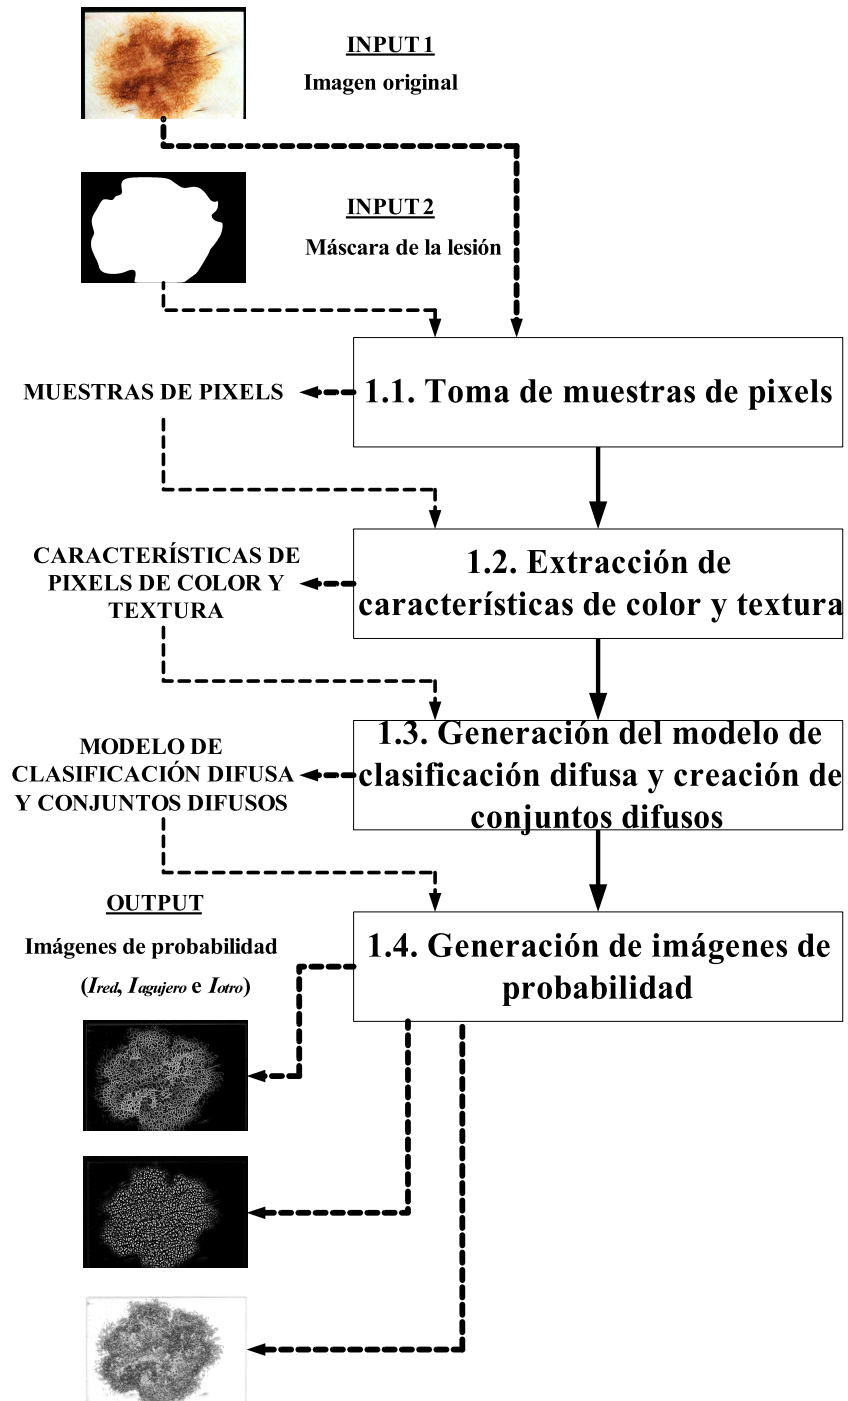 INPUT 1
Imagen original
INPUT 2
Máscara de la lesión
1.1. Toma de muestras de pixels
MUESTRAS DE PIXELS
1.2. Extracción de
características de color y textura
CARACTERÍSTICAS DE
PIXELS DE COLOR Y
TEXTURA
1.3. Generación del modelo de
clasificación difusa y creación de
conjuntos difusos
MODELO DE
CLASIFICACIÓN DIFUSA
Y CONJUNTOS DIFUSOS
1.4. Generación de imágenes de
probabilidad
OUTPUT
Imágenes de probabilidad
(Ired, Iagujero e Iotro)